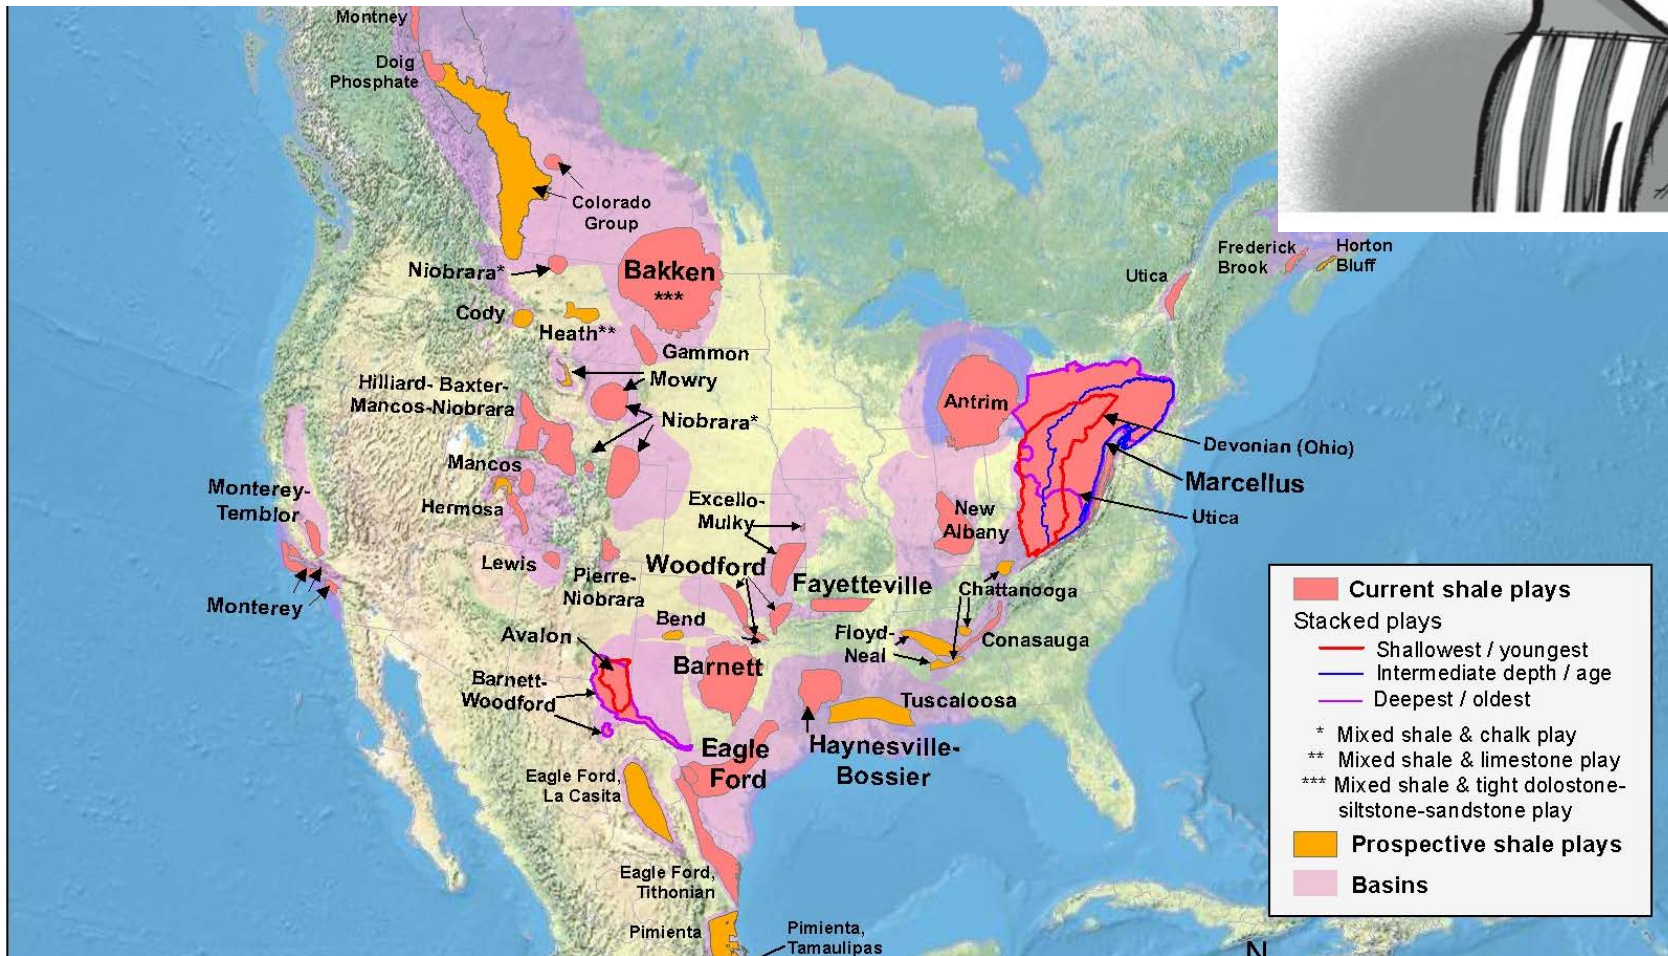 Montney
Doig
Phosphate
Colorado
Group
Niobrara*
Bakken
***
Cody
Heath**
Gammon
Mowry
Hilliard- Baxter-
Mancos-Niobrara
Niobrara*
Mancos
Hermosa
Monterey-
Temblor
Monterey
Lewis
Pierre-
Niobrara
Excello-
Mulky
Woodford
Fayetteville
Antrim
New
Albany
Utica
Frederick
Brook
Horton
Bluff
Devonian (Ohio)
Marcellus
Utica
Chattanooga
Conasauga
Floyd-
Neal
Tuscaloosa
Bend
Avalon
Barnett
Barnett-
Woodford
Eagle
Ford
Haynesville-
Bossier
Eagle Ford,
La Casita
Eagle Ford,
Tithonian
Pimienta
Pimienta,
Tamaulipas
Current shale plays
Stacked plays
Shallowest / youngest
Intermediate depth / age
Deepest / oldest
* Mixed shale & chalk play
** Mixed shale & limestone play
*** Mixed shale & tight dolostone-
siltstone-sandstone play
Prospective shale plays
Basins
N